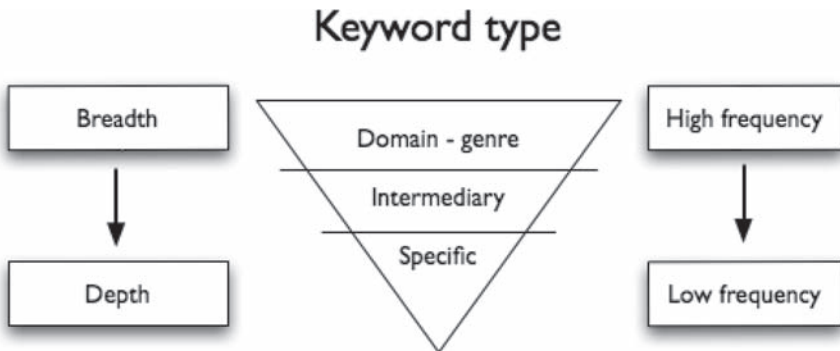 Keyword type
Breadth
Domain - genre
High frequency
Intermediary
Specific
Depth
Low frequency